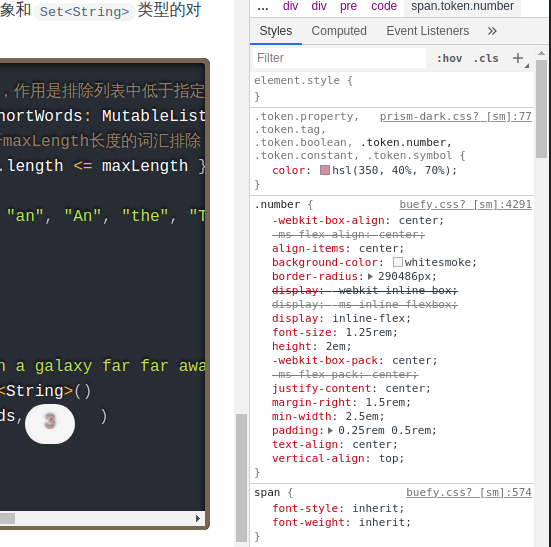 象和 Set<String> 类型的对
，作用是排除列表中低于指定
hortWords: MutableList
maxLength长度的词汇排除
.length <= maxLength }
"an", "An", "the", "T
n a galaxy far far awa
<String>()
ds, 3 )
... div div pre code span.token.number
Styles Computed Event Listeners »
Filter :hov .cls +
element.style {
}
.token.property, prism-dark.css? [sm]:77
.token.tag,
.token.boolean, .token.number,
.token.constant, .token.symbol {
color: hsl(350, 40%, 70%);
}
.number { buefy.css? [sm]:4291
-webkit-box-align: center;
-ms-flex-align: center;
align-items: center;
background-color: whitesmoke;
border-radius: 290486px;
display: -webkit-inline-box;
display: -ms-inline-flexbox;
display: inline-flex;
font-size: 1.25rem;
height: 2em;
-webkit-box-pack: center;
-ms-flex-pack: center;
justify-content: center;
margin-right: 1.5rem;
min-width: 2.5em;
padding: 0.25rem 0.5rem;
text-align: center;
vertical-align: top;
}
span { buefy.css? [sm]:574
font-style: inherit;
font-weight: inherit;
}